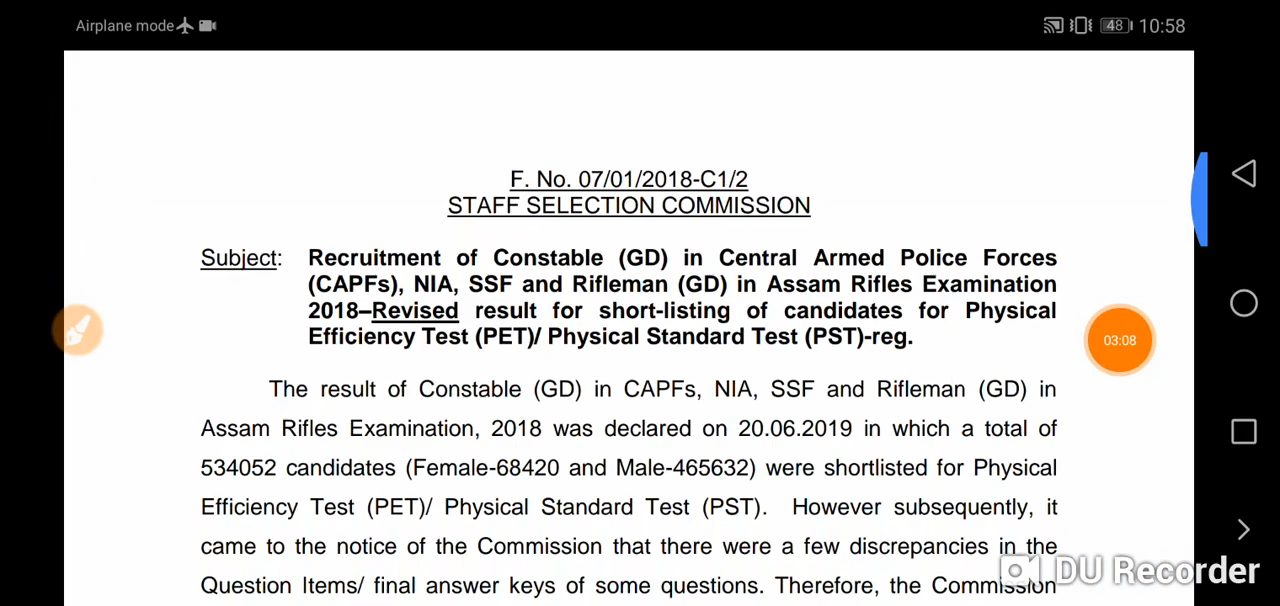 Airplane mode
48 10:58
F. No. 07/01/2018-C1/2
STAFF SELECTION COMMISSION
Subject: Recruitment of Constable (GD) in Central Armed Police Forces
(CAPFs), NIA, SSF and Rifleman (GD) in Assam Rifles Examination
2018–Revised result for short-listing of candidates for Physical
Efficiency Test (PET)/ Physical Standard Test (PST)-reg.
03:08
The result of Constable (GD) in CAPFs, NIA, SSF and Rifleman (GD) in
Assam Rifles Examination, 2018 was declared on 20.06.2019 in which a total of
534052 candidates (Female-68420 and Male-465632) were shortlisted for Physical
Efficiency Test (PET)/ Physical Standard Test (PST). However subsequently, it
came to the notice of the Commission that there were a few discrepancies in the
Question Items/ final answer keys of some questions. Therefore, the Commission
DU Recorder